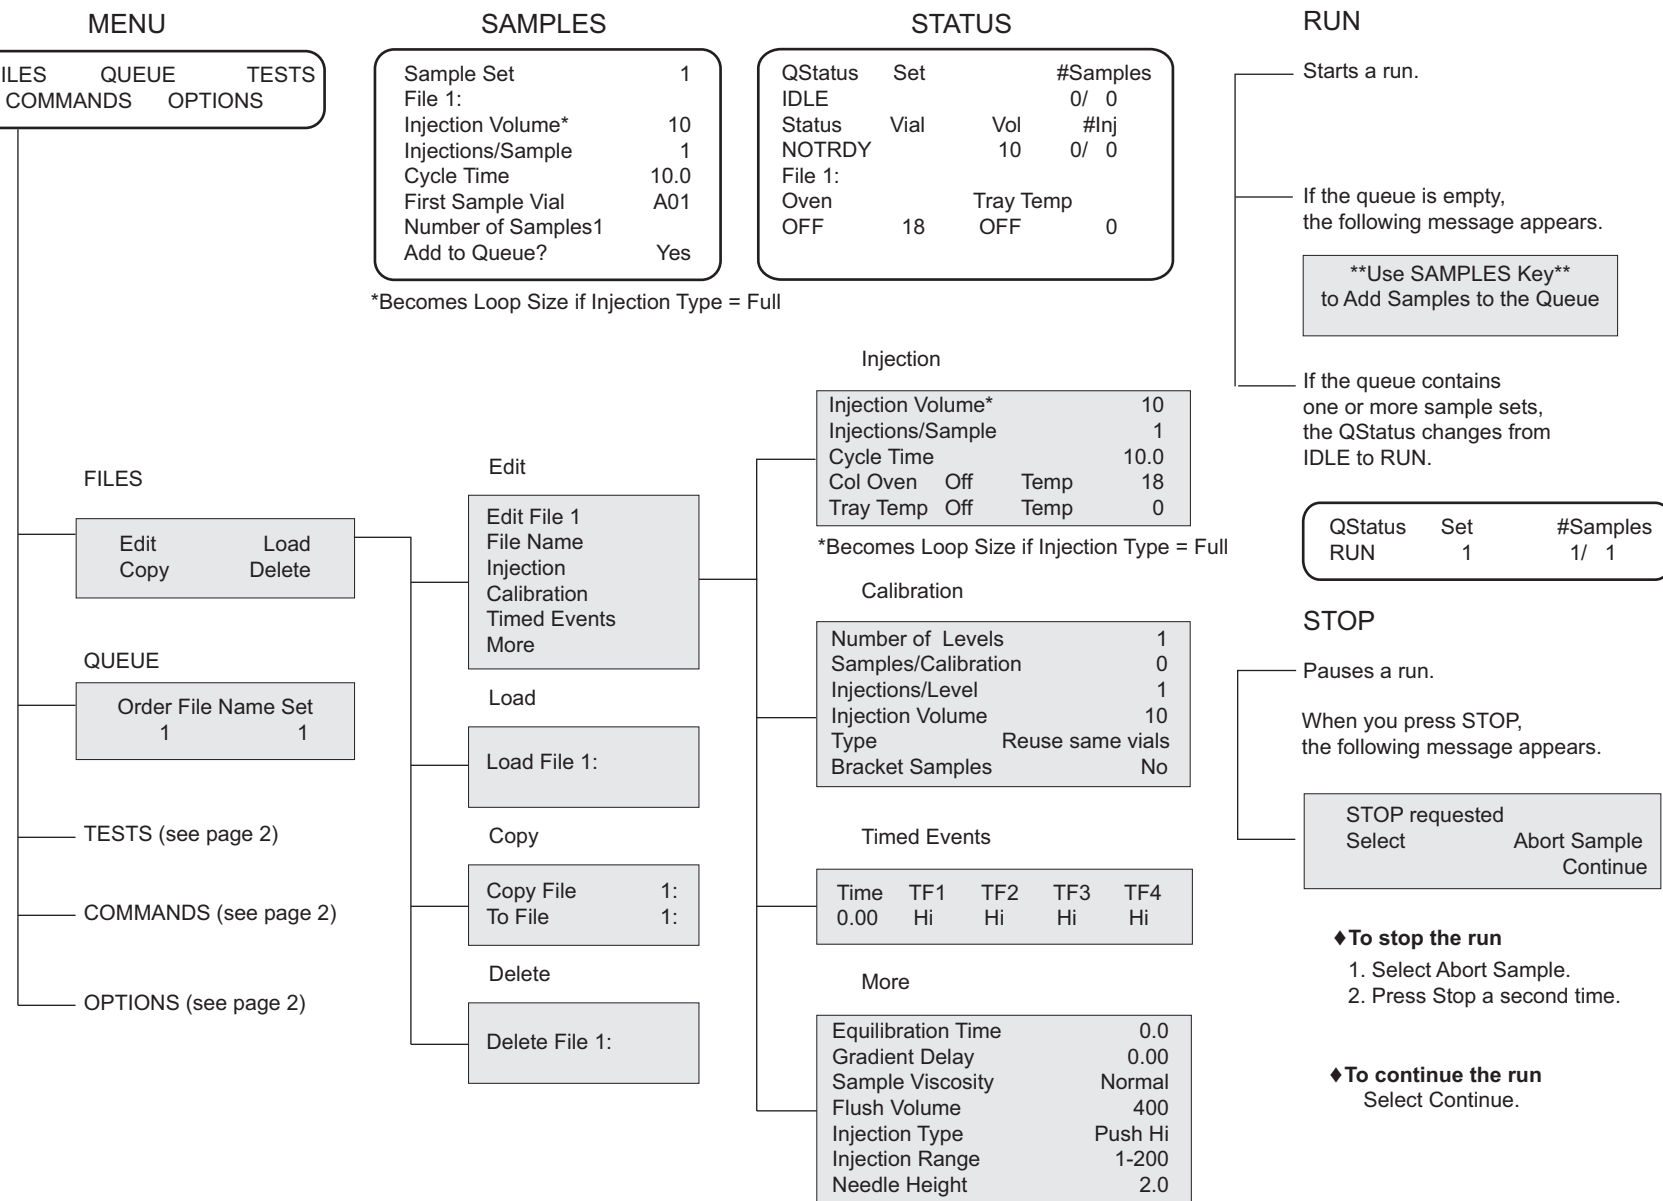 MENU
ILES QUEUE TESTS
COMMANDS OPTIONS
SAMPLES
Sample Set 1
File 1:
Injection Volume* 10
Injections/Sample 1
Cycle Time 10.0
First Sample Vial A01
Number of Samples1
Add to Queue? Yes
*Becomes Loop Size if Injection Type = Full
STATUS
QStatus Set #Samples
IDLE 0/ 0
Status Vial Vol #Inj
NOTRDY 10 0/ 0
File 1:
Oven Tray Temp
OFF 18 OFF 0
RUN
Starts a run.
If the queue is empty,
the following message appears.
**Use SAMPLES Key**
to Add Samples to the Queue
If the queue contains
one or more sample sets,
the QStatus changes from
IDLE to RUN.
QStatus Set #Samples
RUN 1 1/ 1
STOP
Pauses a run.
When you press STOP,
the following message appears.
STOP requested
Select Abort Sample
Continue
♦To stop the run
1. Select Abort Sample.
2. Press Stop a second time.
♦To continue the run
Select Continue.
FILES
Edit Load
Copy Delete
QUEUE
Order File Name Set
1 1
TESTS (see page 2)
COMMANDS (see page 2)
OPTIONS (see page 2)
Edit
Edit File 1
File Name
Injection
Calibration
Timed Events
More
Load
Load File 1:
Copy
Copy File 1:
To File 1:
Delete
Delete File 1:
Injection
Injection Volume* 10
Injections/Sample 1
Cycle Time 10.0
Col Oven Off Temp 18
Tray Temp Off Temp 0
*Becomes Loop Size if Injection Type = Full
Calibration
Number of Levels 1
Samples/Calibration 0
Injections/Level 1
Injection Volume 10
Type Reuse same vials
Bracket Samples No
Timed Events
Time TF1 TF2 TF3 TF4
0.00 Hi Hi Hi Hi
More
Equilibration Time 0.0
Gradient Delay 0.00
Sample Viscosity Normal
Flush Volume 400
Injection Type Push Hi
Injection Range 1-200
Needle Height 2.0